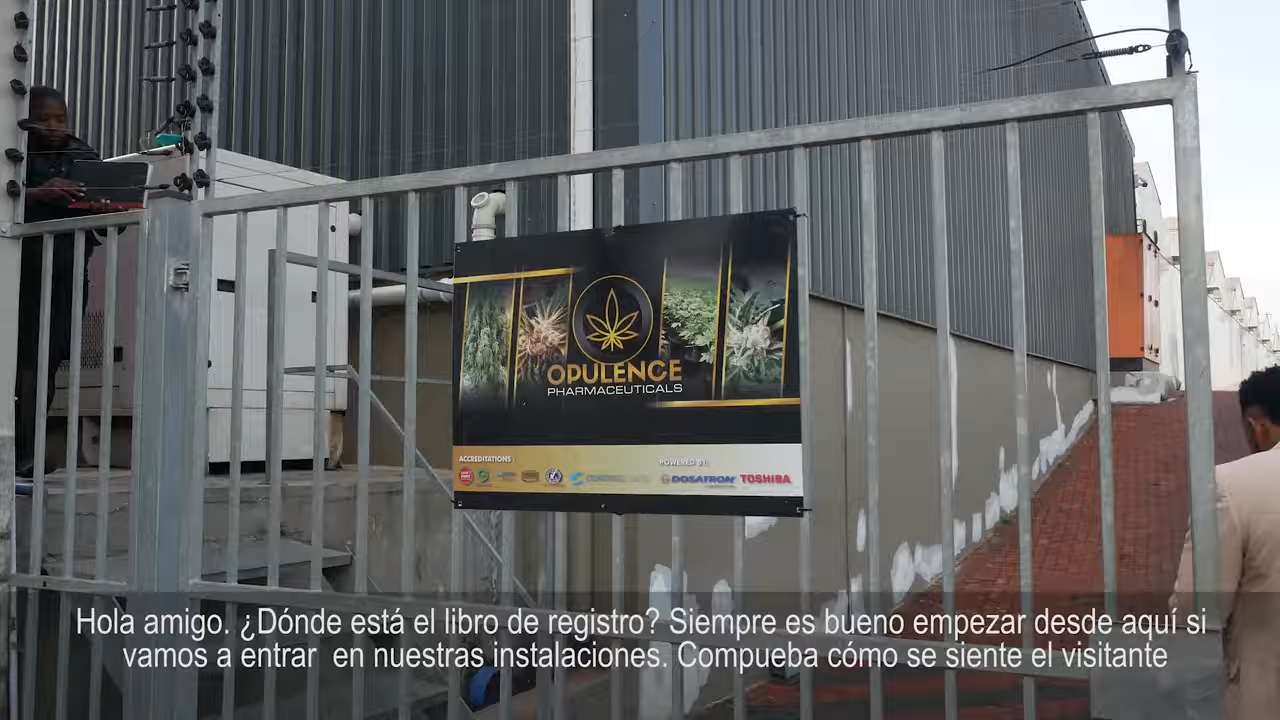 OPULENCE
PHARMACEUTICALS
ACCREDITATIONS:
POWERED BY:
DOSATRON
TOSHIBA
Hola amigo. ¿Dónde está el libro de registro? Siempre es bueno empezar desde aquí si
vamos a entrar en nuestras instalaciones. Compueba cómo se siente el visitante